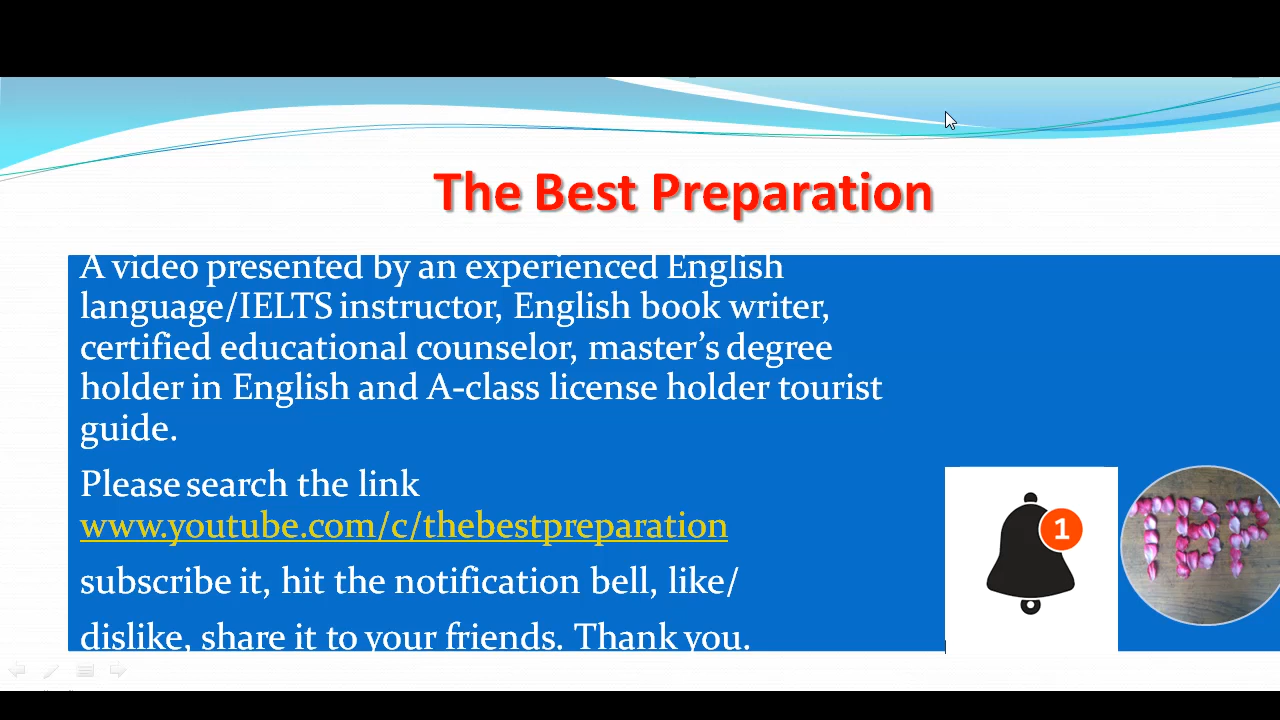 The Best Preparation
A video presented by an experienced English
language/IELTS instructor, English book writer,
certified educational counselor, master’s degree
holder in English and A-class license holder tourist
guide.
Please search the link
www.youtube.com/c/thebestpreparation
subscribe it, hit the notification bell, like/
dislike, share it to your friends. Thank you.
1
TBP